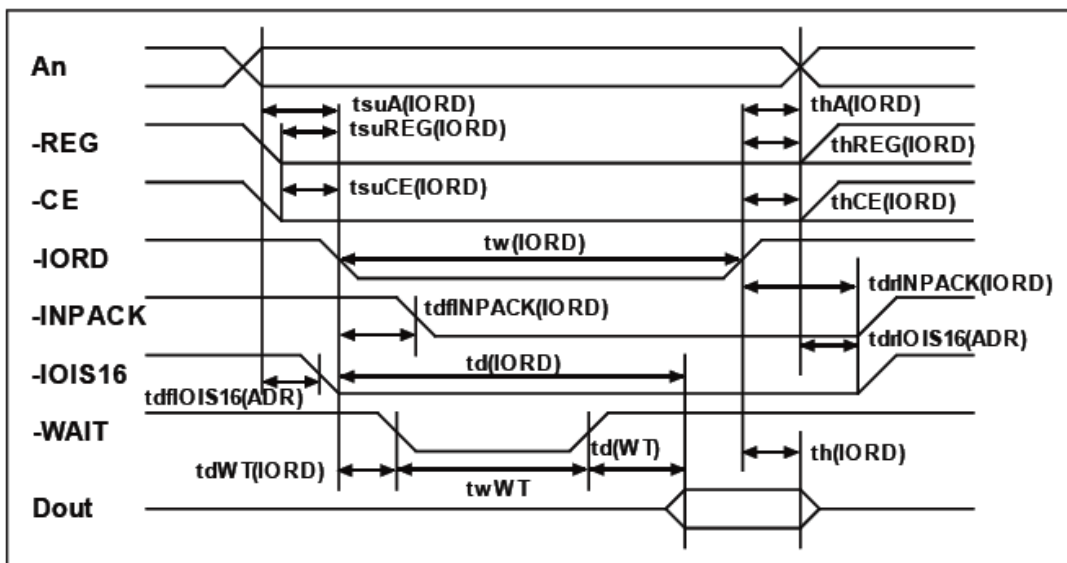 An
tsuA(IORD)
thA(IORD)
-REG
tsuREG(IORD)
thREG(IORD)
-CE
tsuCE(IORD)
thCE(IORD)
-IORD
tw(IORD)
tdrINPACK(IORD)
-INPACK
tdfINPACK(IORD)
tdrIOIS16(ADR)
-IOIS16
td(IORD)
tdfIOIS16(ADR)
-WAIT
td(WT)
th(IORD)
tdWT(IORD)
twWT
Dout